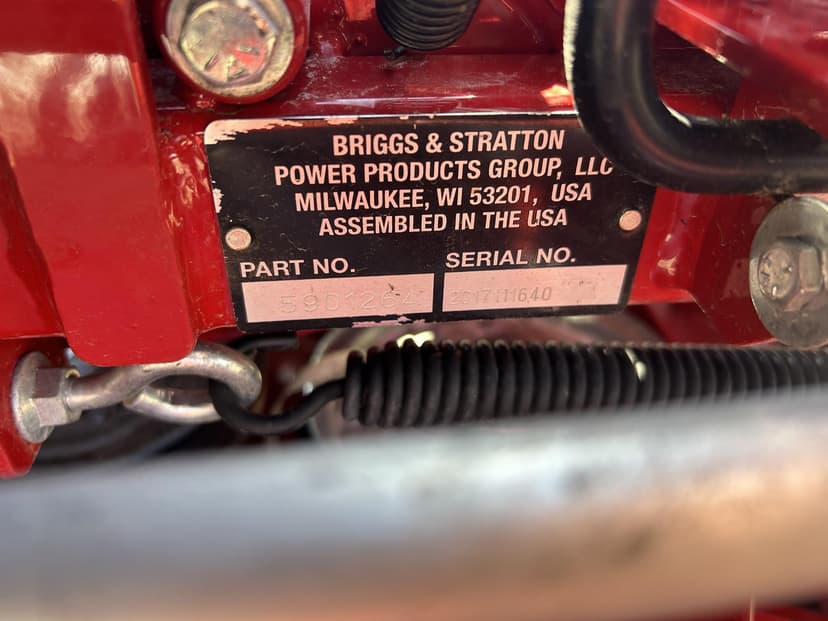 BRIGGS & STRATTON
POWER PRODUCTS GROUP, LLC
MILWAUKEE, WI 53201, USA
ASSEMBLED IN THE USA
PART NO. SERIAL NO.
5901264 2017111640